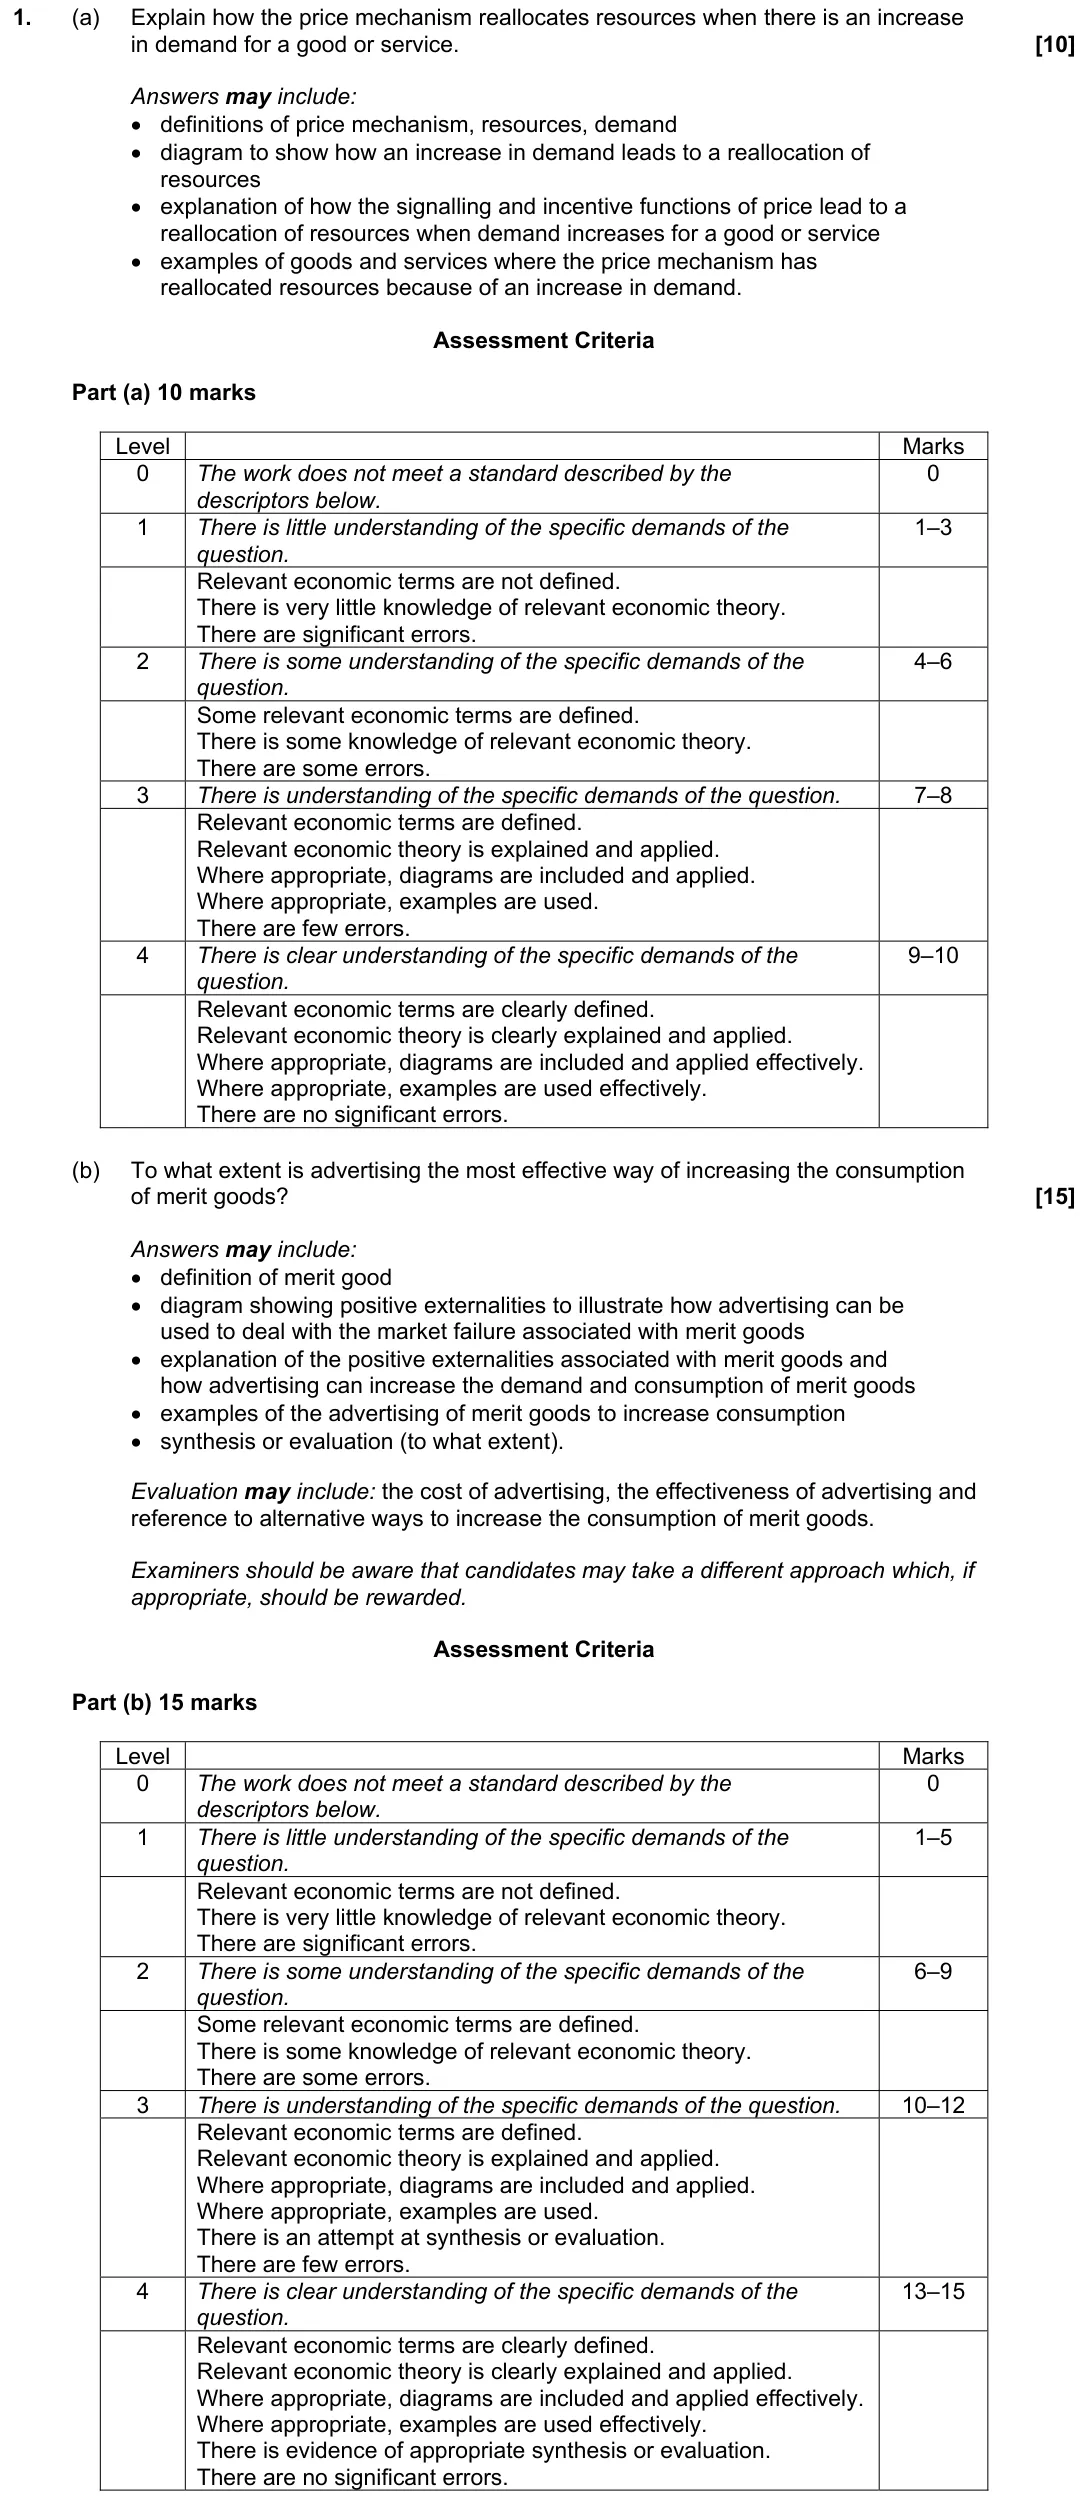 1. (a) Explain how the price mechanism reallocates resources when there is an increase
in demand for a good or service. [10]
Answers may include:
• definitions of price mechanism, resources, demand
• diagram to show how an increase in demand leads to a reallocation of
resources
• explanation of how the signalling and incentive functions of price lead to a
reallocation of resources when demand increases for a good or service
• examples of goods and services where the price mechanism has
reallocated resources because of an increase in demand.
Assessment Criteria
Part (a) 10 marks
Level Marks
0 The work does not meet a standard described by the 0
descriptors below.
1 There is little understanding of the specific demands of the 1–3
question.
Relevant economic terms are not defined.
There is very little knowledge of relevant economic theory.
There are significant errors.
2 There is some understanding of the specific demands of the 4–6
question.
Some relevant economic terms are defined.
There is some knowledge of relevant economic theory.
There are some errors.
3 There is understanding of the specific demands of the question. 7–8
Relevant economic terms are defined.
Relevant economic theory is explained and applied.
Where appropriate, diagrams are included and applied.
Where appropriate, examples are used.
There are few errors.
4 There is clear understanding of the specific demands of the 9–10
question.
Relevant economic terms are clearly defined.
Relevant economic theory is clearly explained and applied.
Where appropriate, diagrams are included and applied effectively.
Where appropriate, examples are used effectively.
There are no significant errors.
(b) To what extent is advertising the most effective way of increasing the consumption
of merit goods? [15]
Answers may include:
• definition of merit good
• diagram showing positive externalities to illustrate how advertising can be
used to deal with the market failure associated with merit goods
• explanation of the positive externalities associated with merit goods and
how advertising can increase the demand and consumption of merit goods
• examples of the advertising of merit goods to increase consumption
• synthesis or evaluation (to what extent).
Evaluation may include: the cost of advertising, the effectiveness of advertising and
reference to alternative ways to increase the consumption of merit goods.
Examiners should be aware that candidates may take a different approach which, if
appropriate, should be rewarded.
Assessment Criteria
Part (b) 15 marks
Level Marks
0 The work does not meet a standard described by the 0
descriptors below.
1 There is little understanding of the specific demands of the 1–5
question.
Relevant economic terms are not defined.
There is very little knowledge of relevant economic theory.
There are significant errors.
2 There is some understanding of the specific demands of the 6–9
question.
Some relevant economic terms are defined.
There is some knowledge of relevant economic theory.
There are some errors.
3 There is understanding of the specific demands of the question. 10–12
Relevant economic terms are defined.
Relevant economic theory is explained and applied.
Where appropriate, diagrams are included and applied.
Where appropriate, examples are used.
There is an attempt at synthesis or evaluation.
There are few errors.
4 There is clear understanding of the specific demands of the 13–15
question.
Relevant economic terms are clearly defined.
Relevant economic theory is clearly explained and applied.
Where appropriate, diagrams are included and applied effectively.
Where appropriate, examples are used effectively.
There is evidence of appropriate synthesis or evaluation.
There are no significant errors.